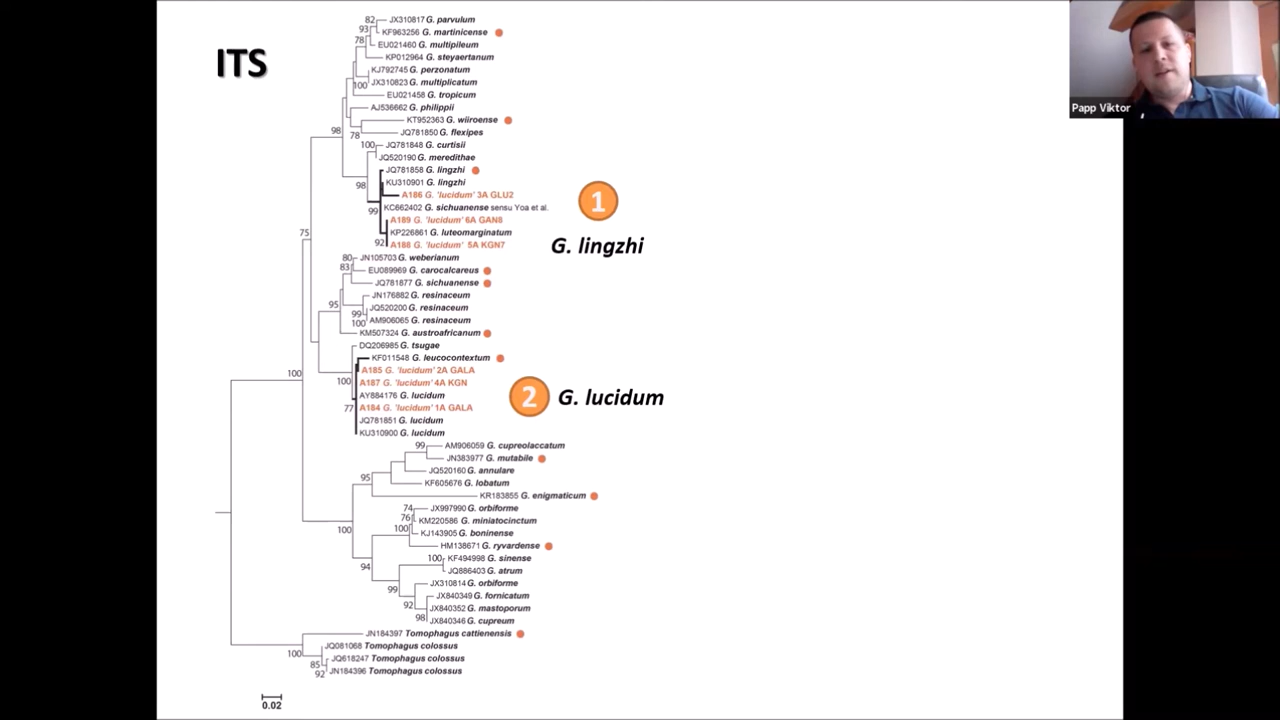 ITS
82
JX310817 G. parvulum
93
KF963256 G. martinicense
78
EU021460 G. multipileum
KP012964 G. steyaertanum
KJ792745 G. perzonatum
100
JX310823 G. multiplicatum
EU021458 G. tropicum
AJ536662 G. philippii
KT952363 G. wiiroense
98
78
JQ781850 G. flexipes
100
JQ781848 G. curtisii
JQ520190 G. meredithae
JQ781858 G. lingzhi
98
KU310901 G. lingzhi
A186 G. 'lucidum' 3A GLU2
KC662402 G. sichuanense sensu Yoa et al.
99
A189 G. 'lucidum' 6A GAN8
KP226861 G. luteomarginatum
92
A188 G. 'lucidum' 5A KGN7
1
G. lingzhi
75
80
JN105703 G. weberianum
83
EU089969 G. carocalcareus
JQ781877 G. sichuanense
JN176882 G. resinaceum
95
JQ520200 G. resinaceum
99
AM906065 G. resinaceum
100
KM507324 G. austroafricanum
DQ206985 G. tsugae
KF011548 G. leucocontextum
A185 G. 'lucidum' 2A GALA
100
100
A187 G. 'lucidum' 4A KGN
AY884176 G. lucidum
77
A184 G. 'lucidum' 1A GALA
JQ781851 G. lucidum
KU310900 G. lucidum
2
G. lucidum
99
AM906059 G. cupreolaccatum
JN383977 G. mutabile
JQ520160 G. annulare
95
KF605676 G. lobatum
KR183855 G. enigmaticum
74
JX997990 G. orbiforme
76
KM220586 G. miniatocinctum
100
100
KJ143905 G. boninense
HM138671 G. ryvardense
100
KF494998 G. sinense
94
JQ886403 G. atrum
JX310814 G. orbiforme
99
JX840349 G. fornicatum
92
JX840352 G. mastoporum
98
JX840346 G. cupreum
JN184397 Tomophagus cattienensis
JQ081068 Tomophagus colossus
100
JQ618247 Tomophagus colossus
85
JN184396 Tomophagus colossus
92
0.02
Papp Viktor